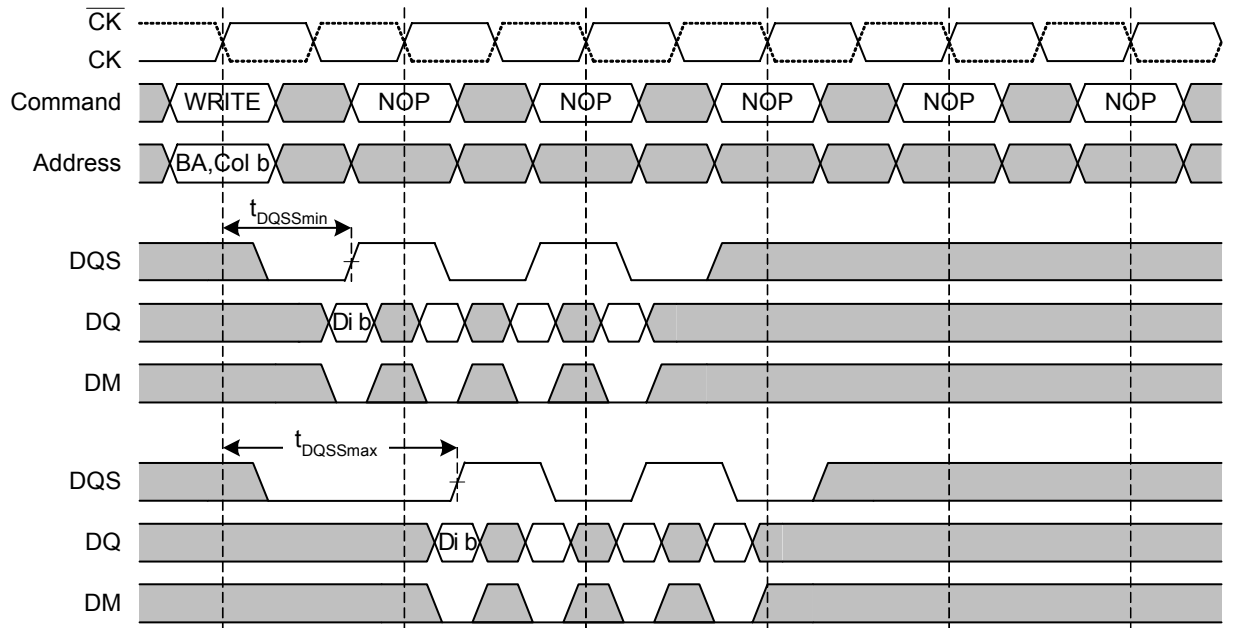 C̅K̅
CK
Command WRITE NOP NOP NOP NOP NOP
Address BA,Col b
tDQSSmin
DQS
DQ Di b
DM
tDQSSmax
DQS
DQ Di b
DM